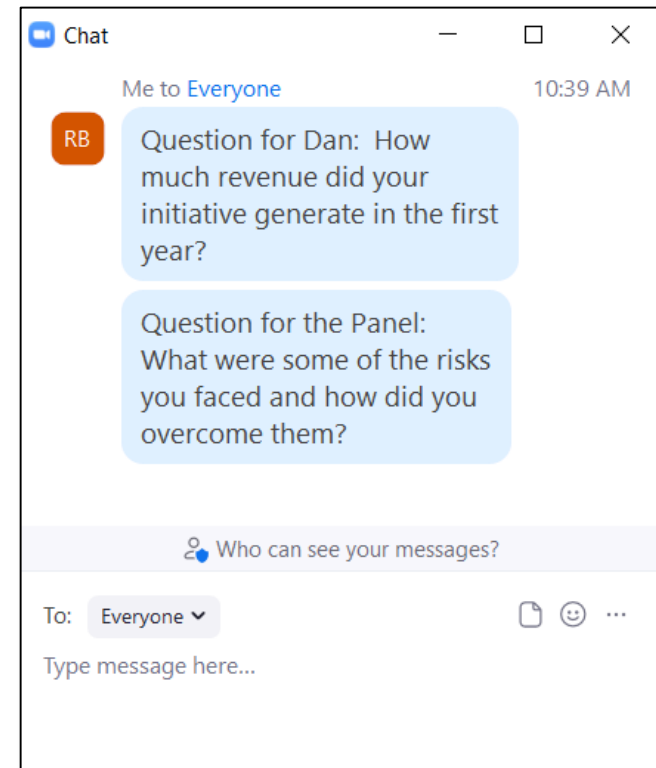 Chat
Me to Everyone 10:39 AM
RB
Question for Dan:  How
much revenue did your
initiative generate in the first
year?
Question for the Panel:
What were some of the risks
you faced and how did you
overcome them?
Who can see your messages?
To: Everyone
Type message here...